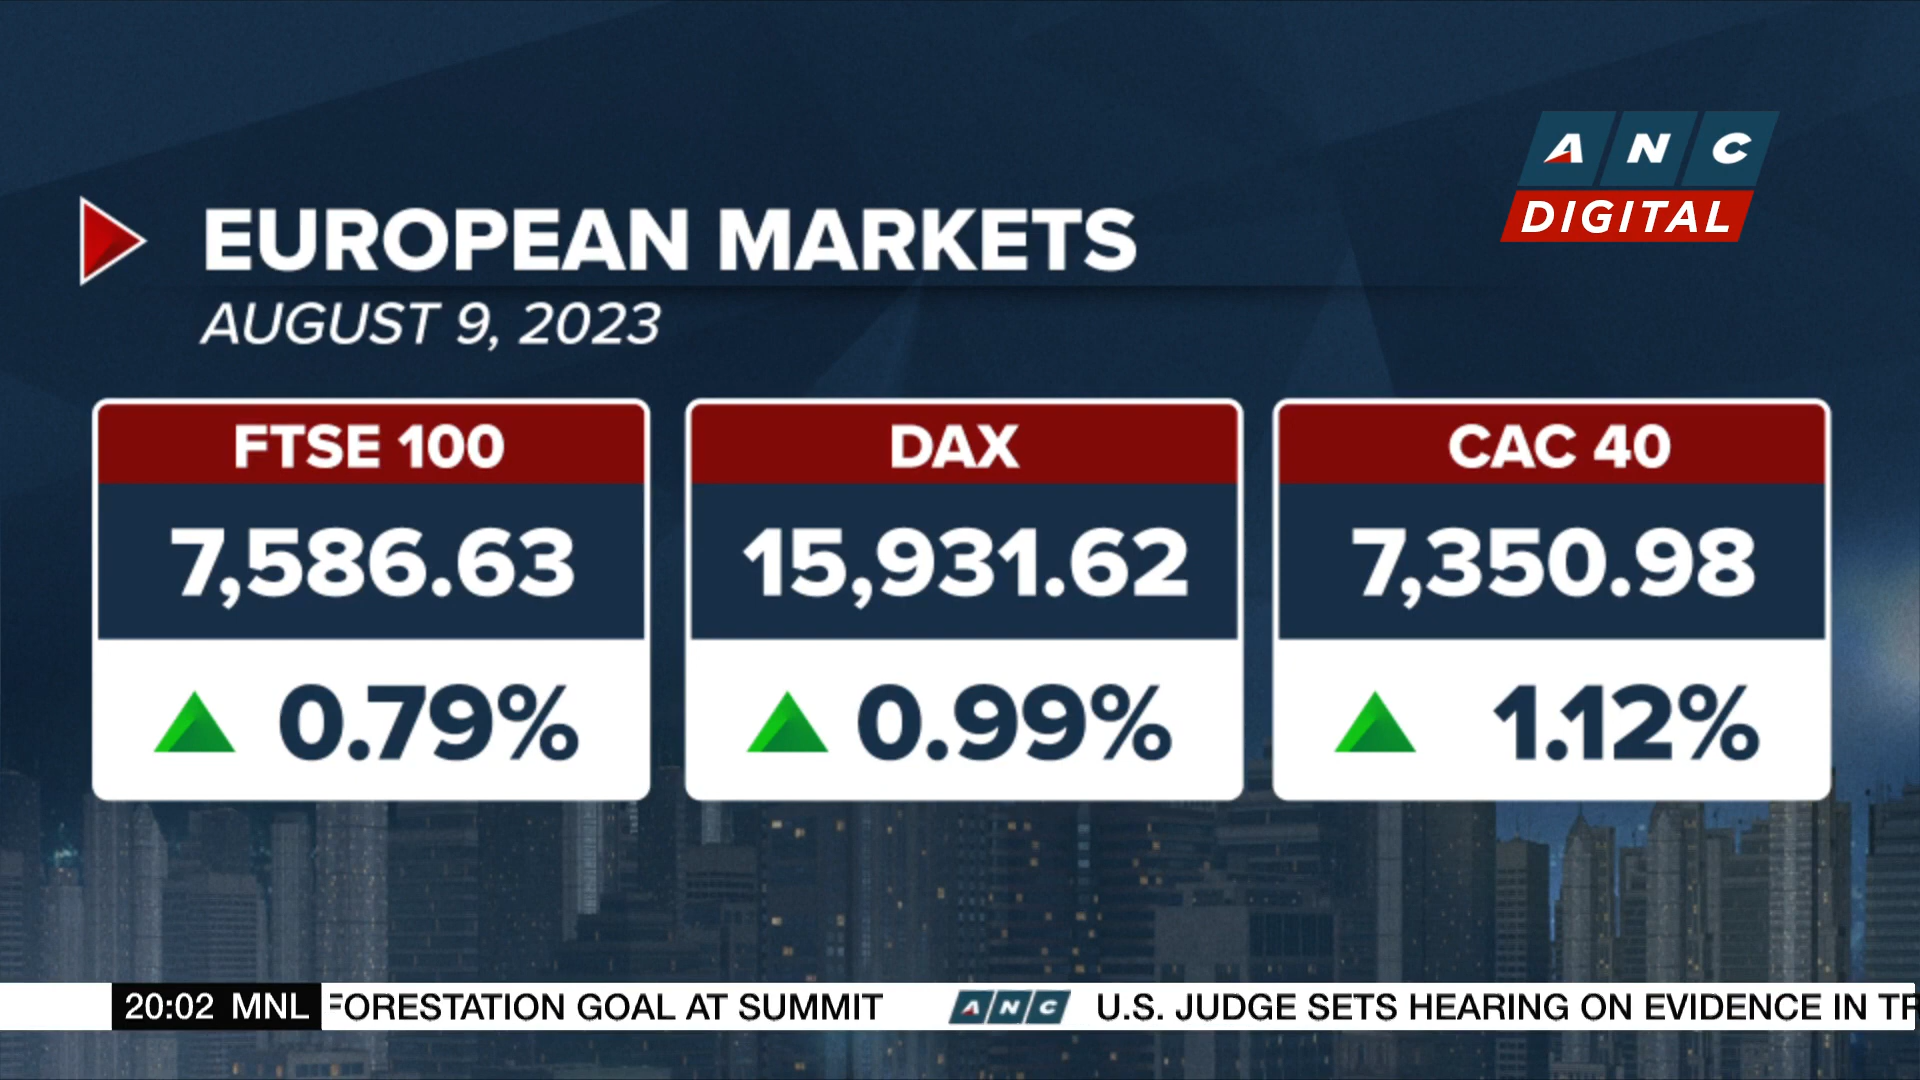 ANC
DIGITAL
EUROPEAN MARKETS
AUGUST 9, 2023
FTSE 100
7,586.63
0.79%
DAX
15,931.62
0.99%
CAC 40
7,350.98
1.12%
20:02 MNL FORESTATION GOAL AT SUMMIT ANC U.S. JUDGE SETS HEARING ON EVIDENCE IN